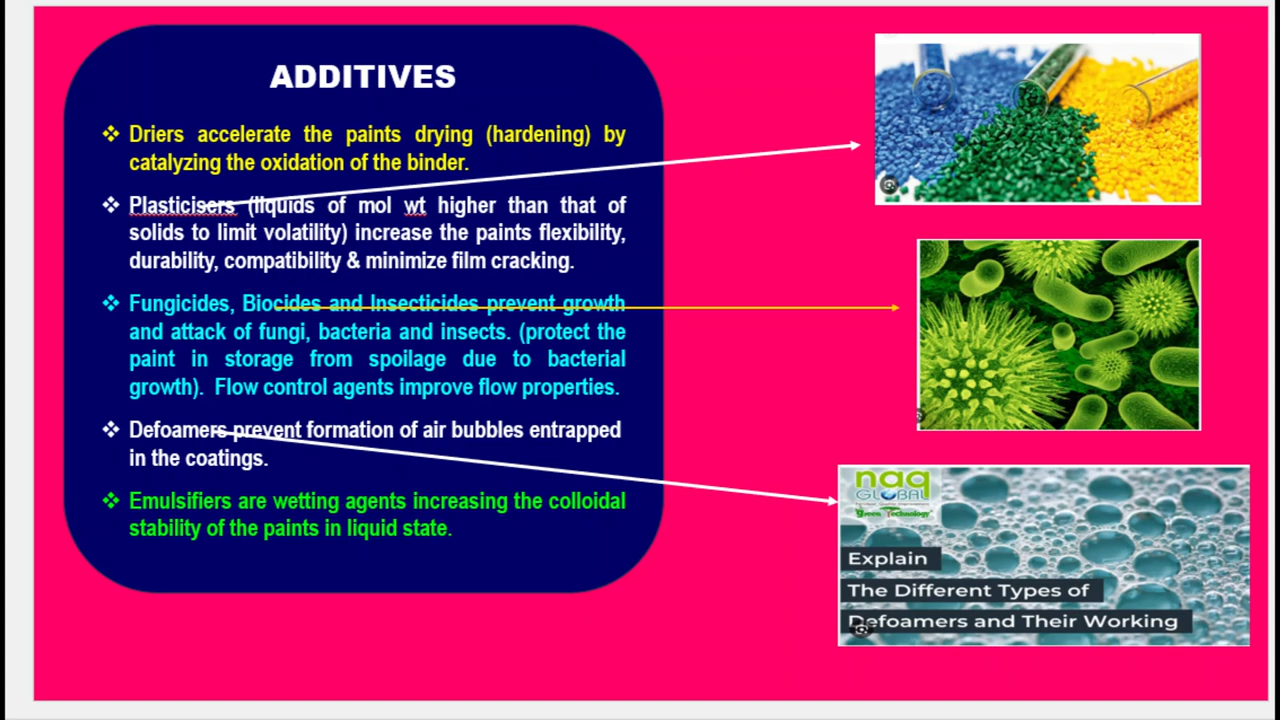 ADDITIVES
❖ Driers accelerate the paints drying (hardening) by
catalyzing the oxidation of the binder.
❖ Plasticisers (liquids of mol wt higher than that of
solids to limit volatility) increase the paints flexibility,
durability, compatibility & minimize film cracking.
❖ Fungicides, Biocides and Insecticides prevent growth
and attack of fungi, bacteria and insects. (protect the
paint in storage from spoilage due to bacterial
growth). Flow control agents improve flow properties.
❖ Defoamers prevent formation of air bubbles entrapped
in the coatings.
❖ Emulsifiers are wetting agents increasing the colloidal
stability of the paints in liquid state.
naq
GLOBAL
Green Technology
Explain
The Different Types of
Defoamers and Their Working